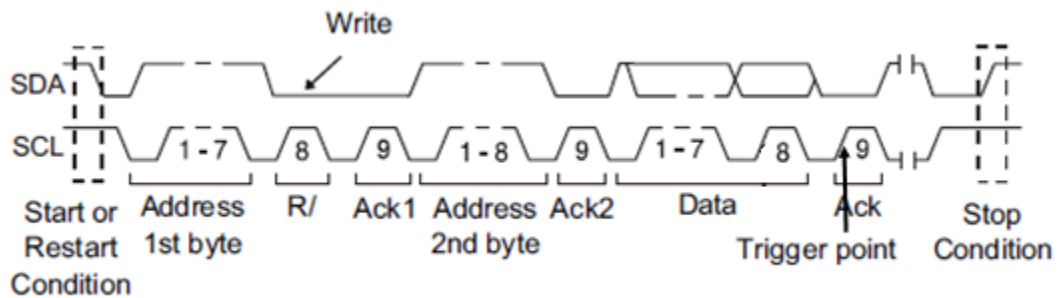 Write
SDA
SCL
1 - 7
8
9
1 - 8
9
1 - 7
8
9
Start or
Restart
Condition
Address
1st byte
R/
Ack1
Address
2nd byte
Ack2
Data
Ack
Trigger point
Stop
Condition